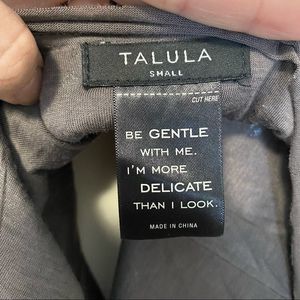 TALULA
SMALL
CUT HERE
BE GENTLE
WITH ME.
I'M MORE
DELICATE
THAN I LOOK.
MADE IN CHINA